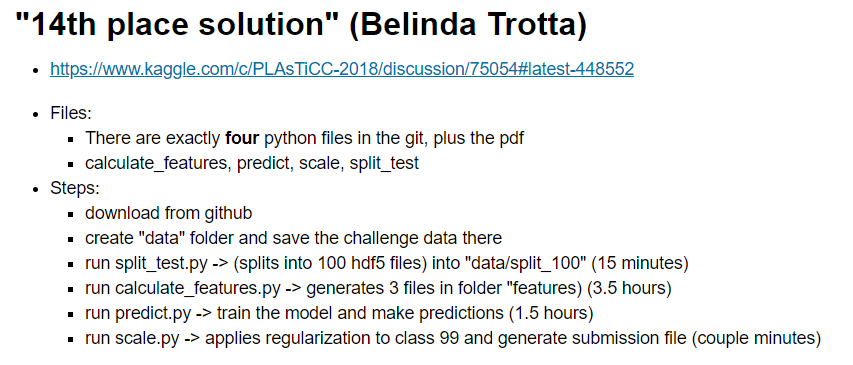 "14th place solution" (Belinda Trotta)
https://www.kaggle.com/c/PLAsTiCC-2018/discussion/75054#latest-448552
Files:
There are exactly four python files in the git, plus the pdf
calculate_features, predict, scale, split_test
Steps:
download from github
create "data" folder and save the challenge data there
run split_test.py -> (splits into 100 hdf5 files) into "data/split_100" (15 minutes)
run calculate_features.py -> generates 3 files in folder "features) (3.5 hours)
run predict.py -> train the model and make predictions (1.5 hours)
run scale.py -> applies regularization to class 99 and generate submission file (couple minutes)